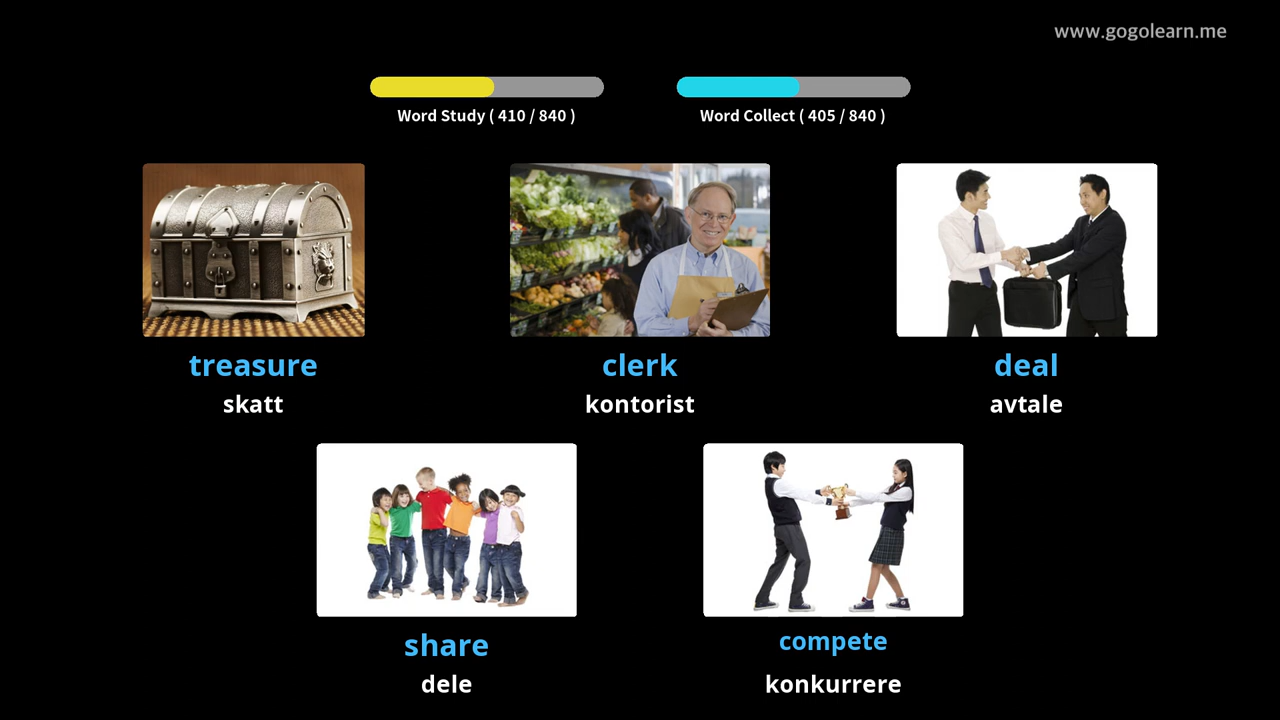 www.gogolearn.me
Word Study ( 410 / 840 )
Word Collect ( 405 / 840 )
treasure
skatt
clerk
kontorist
deal
avtale
share
dele
compete
konkurrere